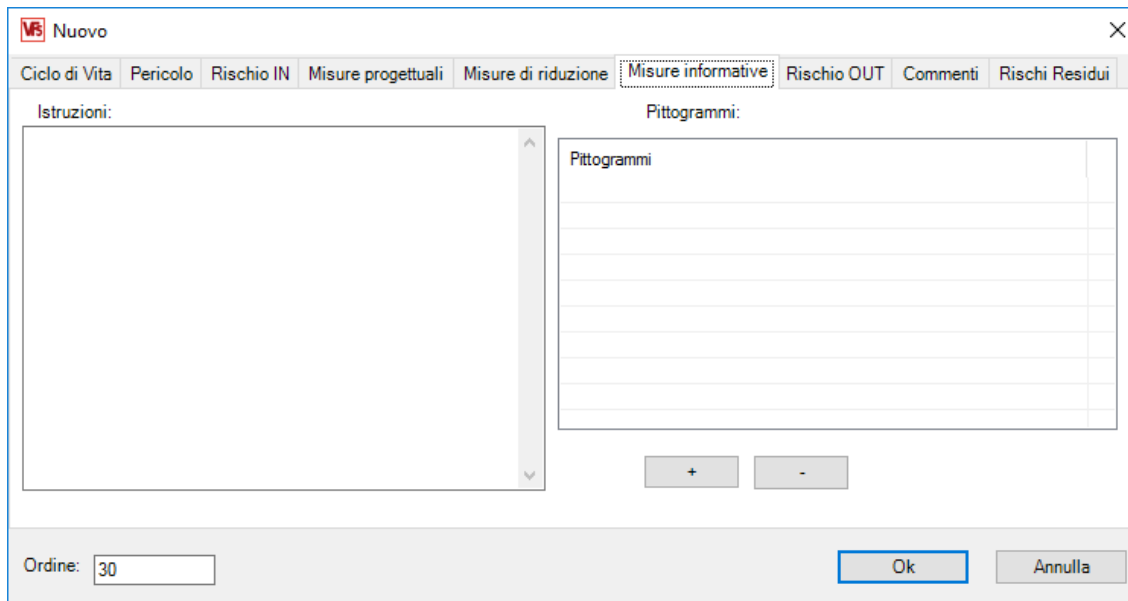 VFs Nuovo
Ciclo di Vita Pericolo Rischio IN Misure progettuali Misure di riduzione Misure informative Rischio OUT Commenti Rischi Residui
Istruzioni: Pittogrammi:
Pittogrammi
+ -
Ordine: 30 Ok Annulla